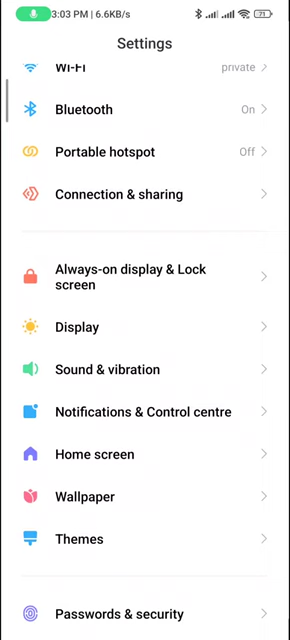 3:03 PM | 6.6KB/s
71
Settings
Wi-Fi
private
Bluetooth
On
Portable hotspot
Off
Connection & sharing
Always-on display & Lock
screen
Display
Sound & vibration
Notifications & Control centre
Home screen
Wallpaper
Themes
Passwords & security